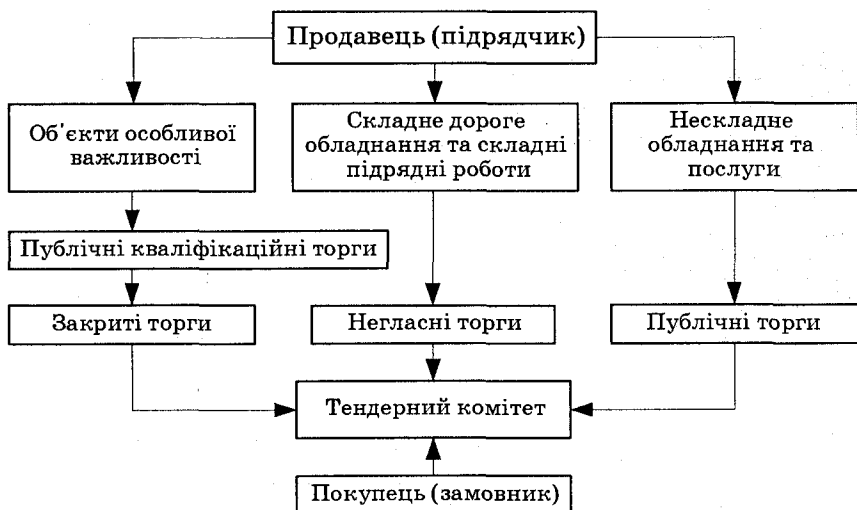 Продавець (підрядчик)
Об'єкти особливої
важливості
Складне дороге
обладнання та складні
підрядні роботи
Нескладне
обладнання та
послуги
Публічні кваліфікаційні торги
Закриті торги
Негласні торги
Публічні торги
Тендерний комітет
Покупець (замовник)